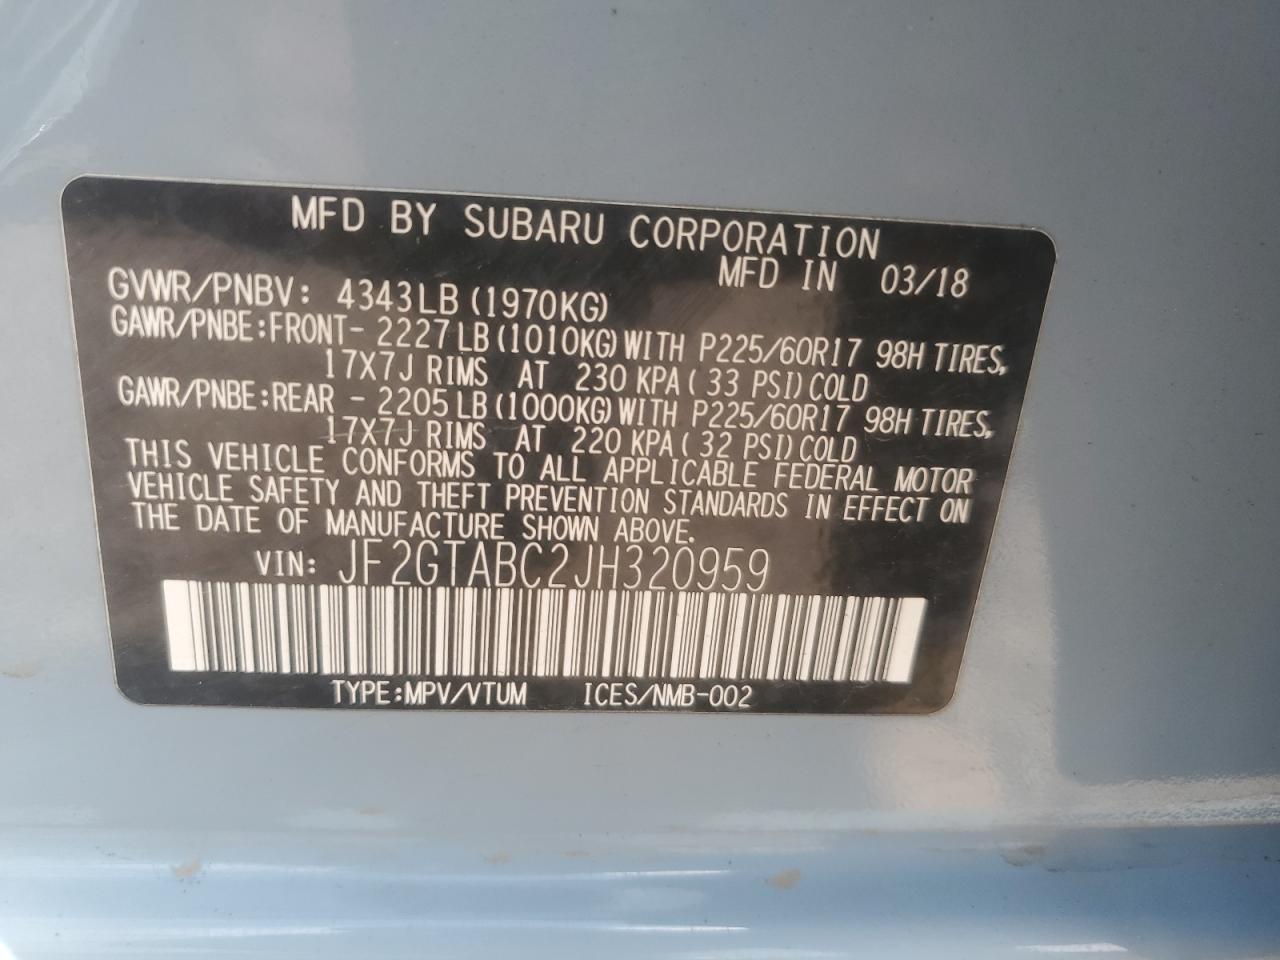 MFD BY SUBARU CORPORATION
MFD IN 03/18
GVWR/PNBV: 4343LB (1970KG)
GAWR/PNBE:FRONT- 2227 LB (1010KG) WITH P225/60R17 98H TIRES,
17X7J RIMS AT 230 KPA ( 33 PSI) COLD
GAWR/PNBE:REAR - 2205 LB (1000KG) WITH P225/60R17 98H TIRES,
17X7J RIMS AT 220 KPA ( 32 PSI) COLD
THIS VEHICLE CONFORMS TO ALL APPLICABLE FEDERAL MOTOR
VEHICLE SAFETY AND THEFT PREVENTION STANDARDS IN EFFECT ON
THE DATE OF MANUFACTURE SHOWN ABOVE.
VIN: JF2GTABC2JH320959
TYPE:MPV/VTUM ICES/NMB-002